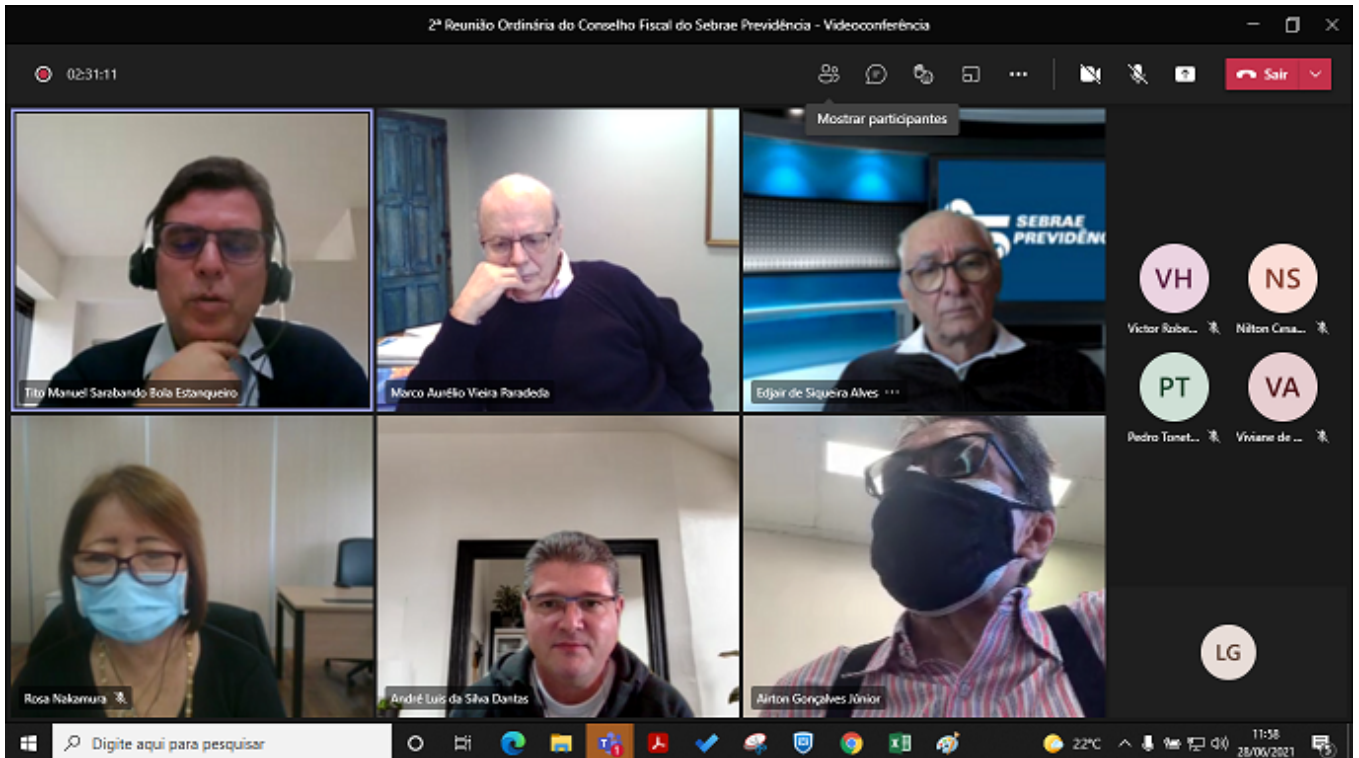 2ª Reunião Ordinária do Conselho Fiscal do Sebrae Previdência - Videoconferência
02:31:11
Sair
Mostrar participantes
SEBRAE
PREVIDÊNC
Tito Manuel Sarabando Bola Estanqueiro
Marco Aurélio Vieira Paradeda
Edjair de Siqueira Alves ...
VH
NS
Victor Robe...
Nilton Cesa...
PT
VA
Pedro Tonet...
Viviane de ...
Rosa Nakamura
André Luis da Silva Dantas
Airton Gonçalves Júnior
LG
Digite aqui para pesquisar
22°C
11:58
28/06/2021